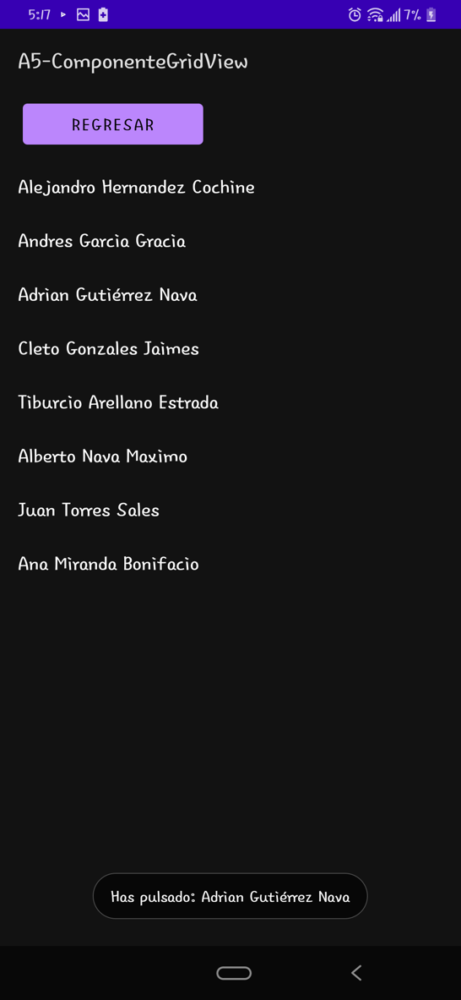 5:17
7%
A5-ComponenteGridView
REGRESAR
Alejandro Hernandez Cochine
Andres Garcia Gracia
Adrian Gutiérrez Nava
Cleto Gonzales Jaimes
Tiburcio Arellano Estrada
Alberto Nava Maximo
Juan Torres Sales
Ana Miranda Bonifacio
Has pulsado: Adrian Gutiérrez Nava